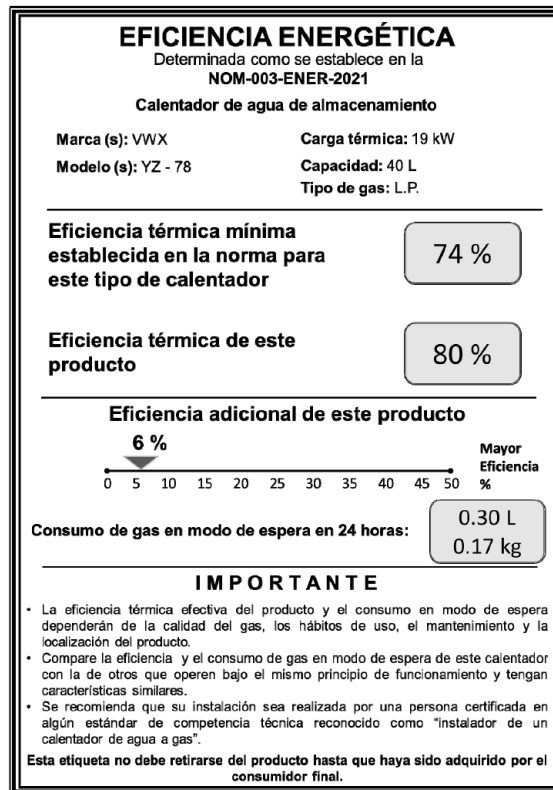 EFICIENCIA ENERGÉTICA
Determinada como se establece en la
NOM-003-ENER-2021
Calentador de agua de almacenamiento
Marca (s): VWX
Carga térmica: 19 kW
Modelo (s): YZ - 78
Capacidad: 40 L
Tipo de gas: L.P.
Eficiencia térmica mínima
establecida en la norma para
este tipo de calentador
74 %
Eficiencia térmica de este
producto
80 %
Eficiencia adicional de este producto
6 %
0 5 10 15 20 25 30 35 40 45 50
Mayor
Eficiencia
%
Consumo de gas en modo de espera en 24 horas:
0.30 L
0.17 kg
IMPORTANTE
• La eficiencia térmica efectiva del producto y el consumo en modo de espera
dependerán de la calidad del gas, los hábitos de uso, el mantenimiento y la
localización del producto.
• Compare la eficiencia y el consumo de gas en modo de espera de este calentador
con la de otros que operen bajo el mismo principio de funcionamiento y tengan
características similares.
• Se recomienda que su instalación sea realizada por una persona certificada en
algún estándar de competencia técnica reconocido como “instalador de un
calentador de agua a gas”.
Esta etiqueta no debe retirarse del producto hasta que haya sido adquirido por el
consumidor final.